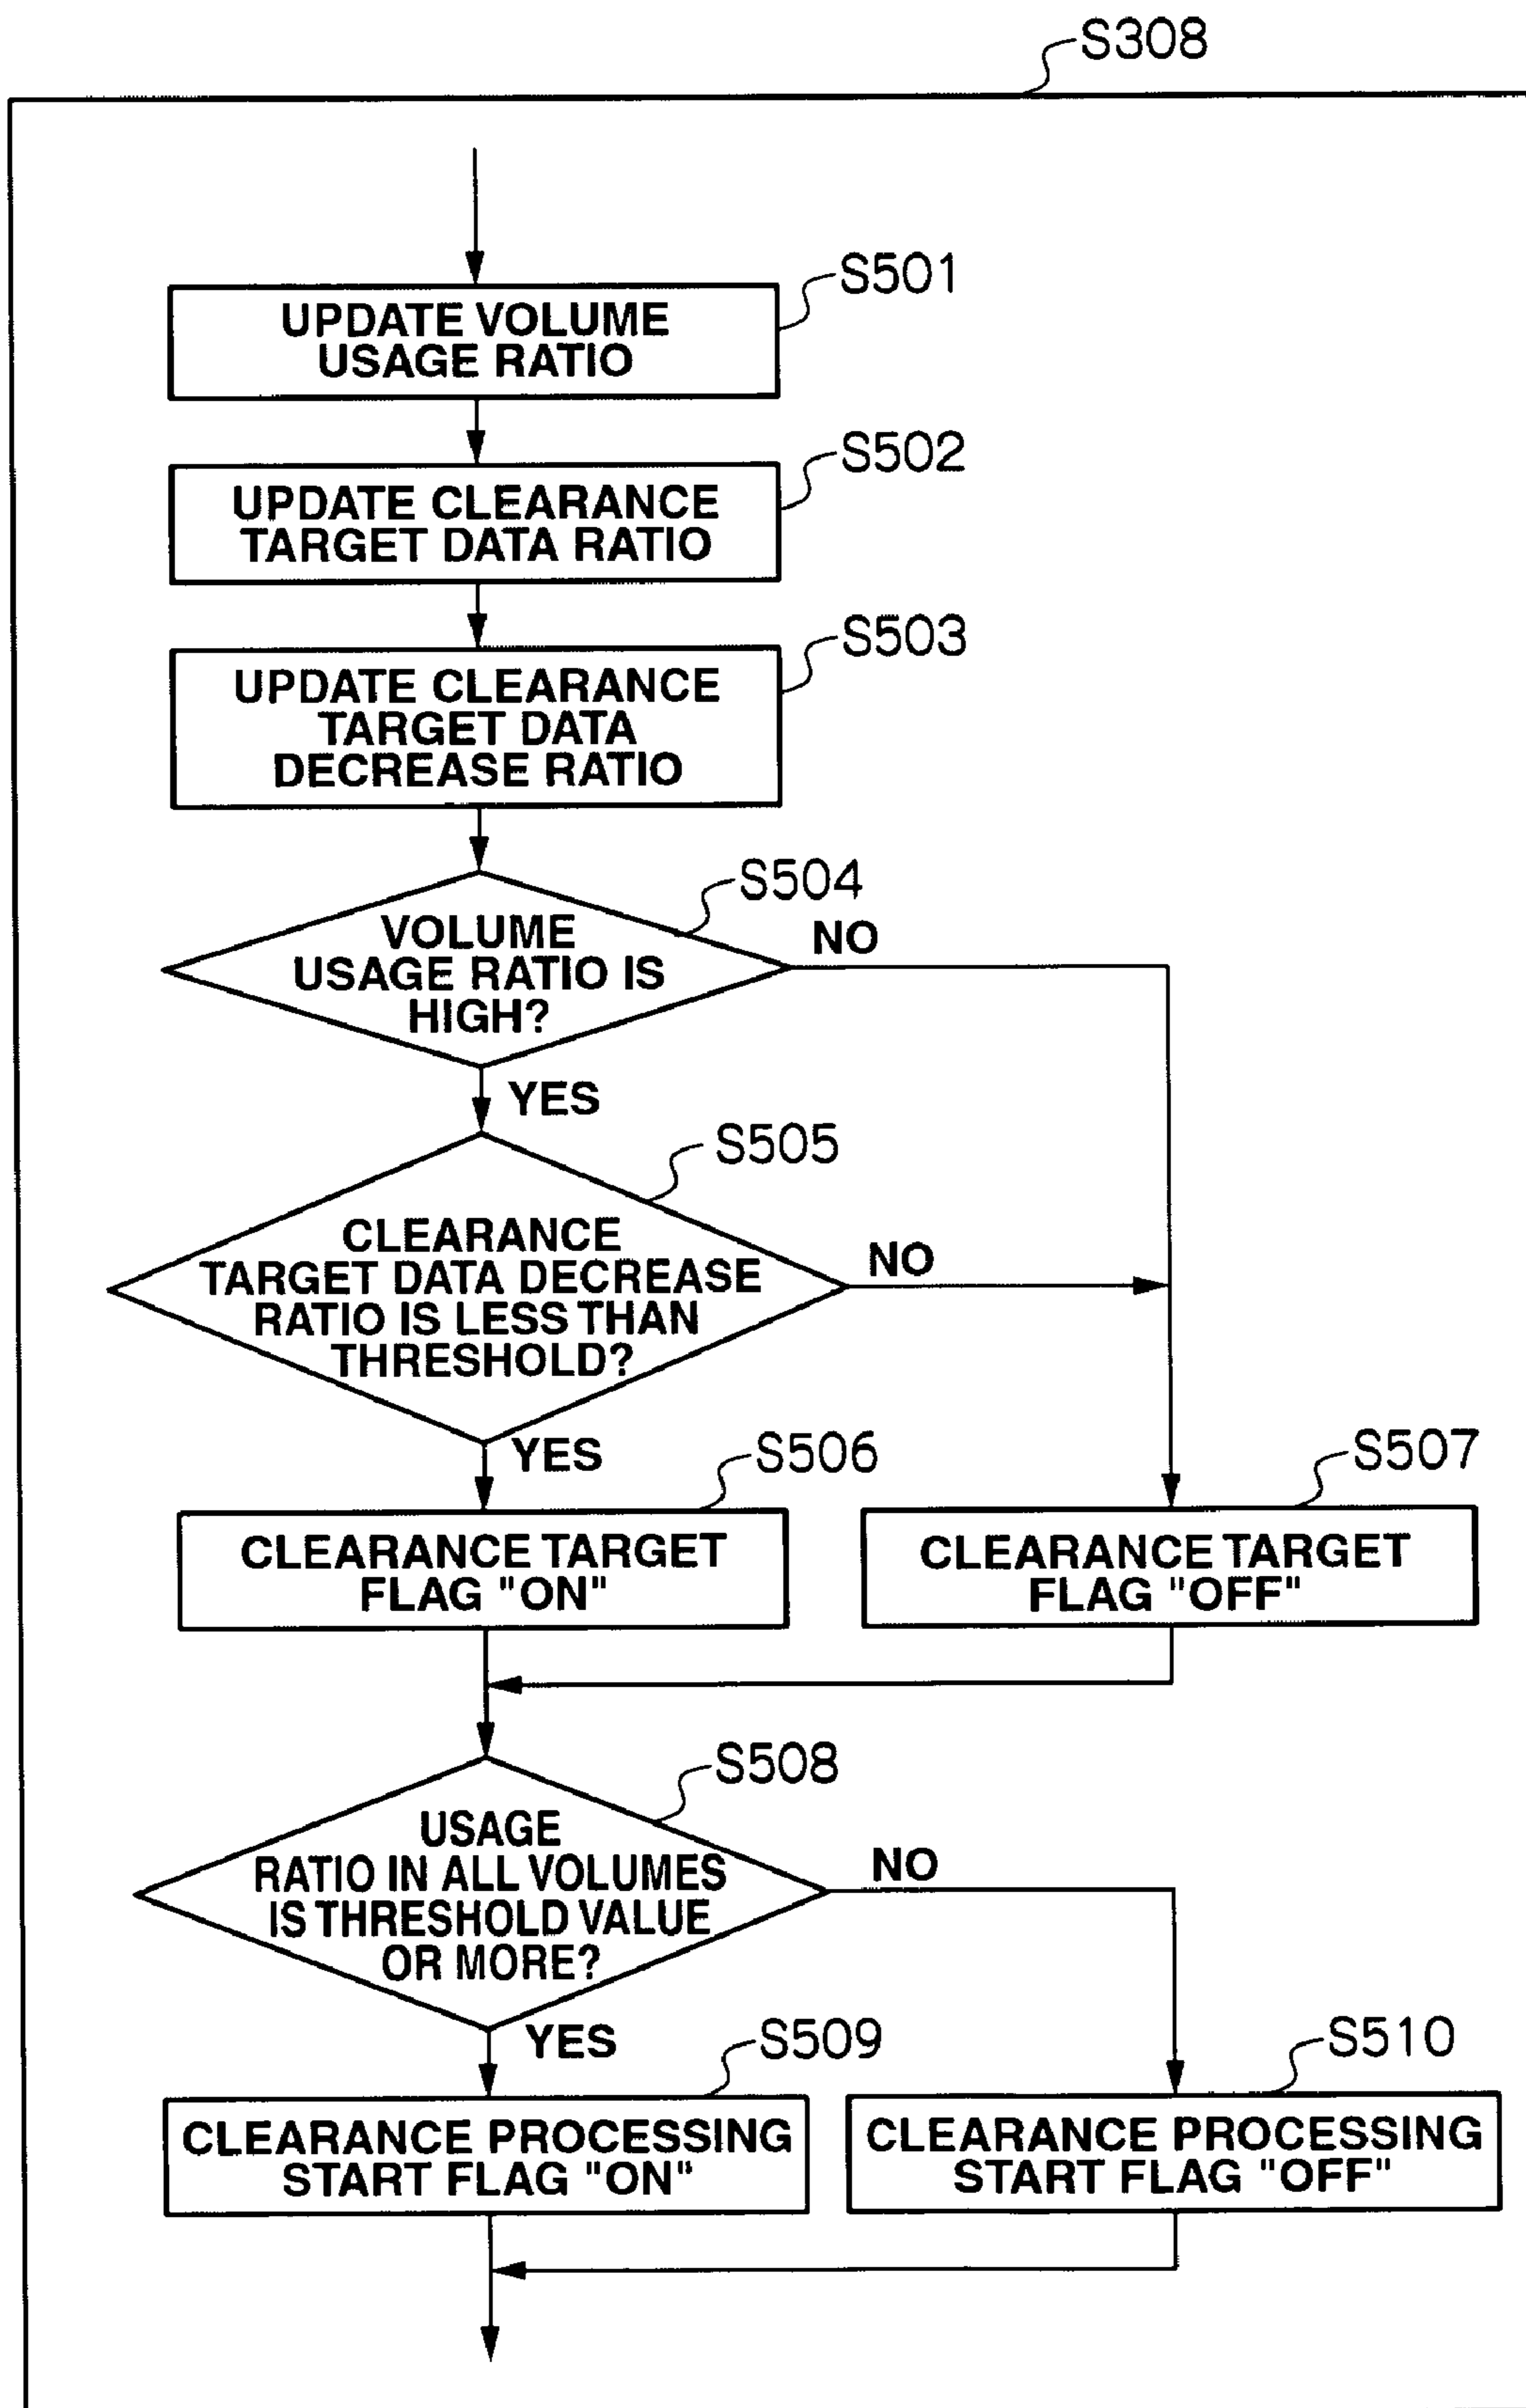 S308
S501
UPDATE VOLUME
USAGE RATIO
S502
UPDATE CLEARANCE
TARGET DATA RATIO
S503
UPDATE CLEARANCE
TARGET DATA
DECREASE RATIO
S504
VOLUME
USAGE RATIO IS
HIGH?
NO
YES
S505
CLEARANCE
TARGET DATA DECREASE
RATIO IS LESS THAN
THRESHOLD?
NO
YES
S506
CLEARANCE TARGET
FLAG "ON"
S507
CLEARANCE TARGET
FLAG "OFF"
S508
USAGE
RATIO IN ALL VOLUMES
IS THRESHOLD VALUE
OR MORE?
NO
YES
S509
CLEARANCE PROCESSING
START FLAG "ON"
S510
CLEARANCE PROCESSING
START FLAG "OFF"